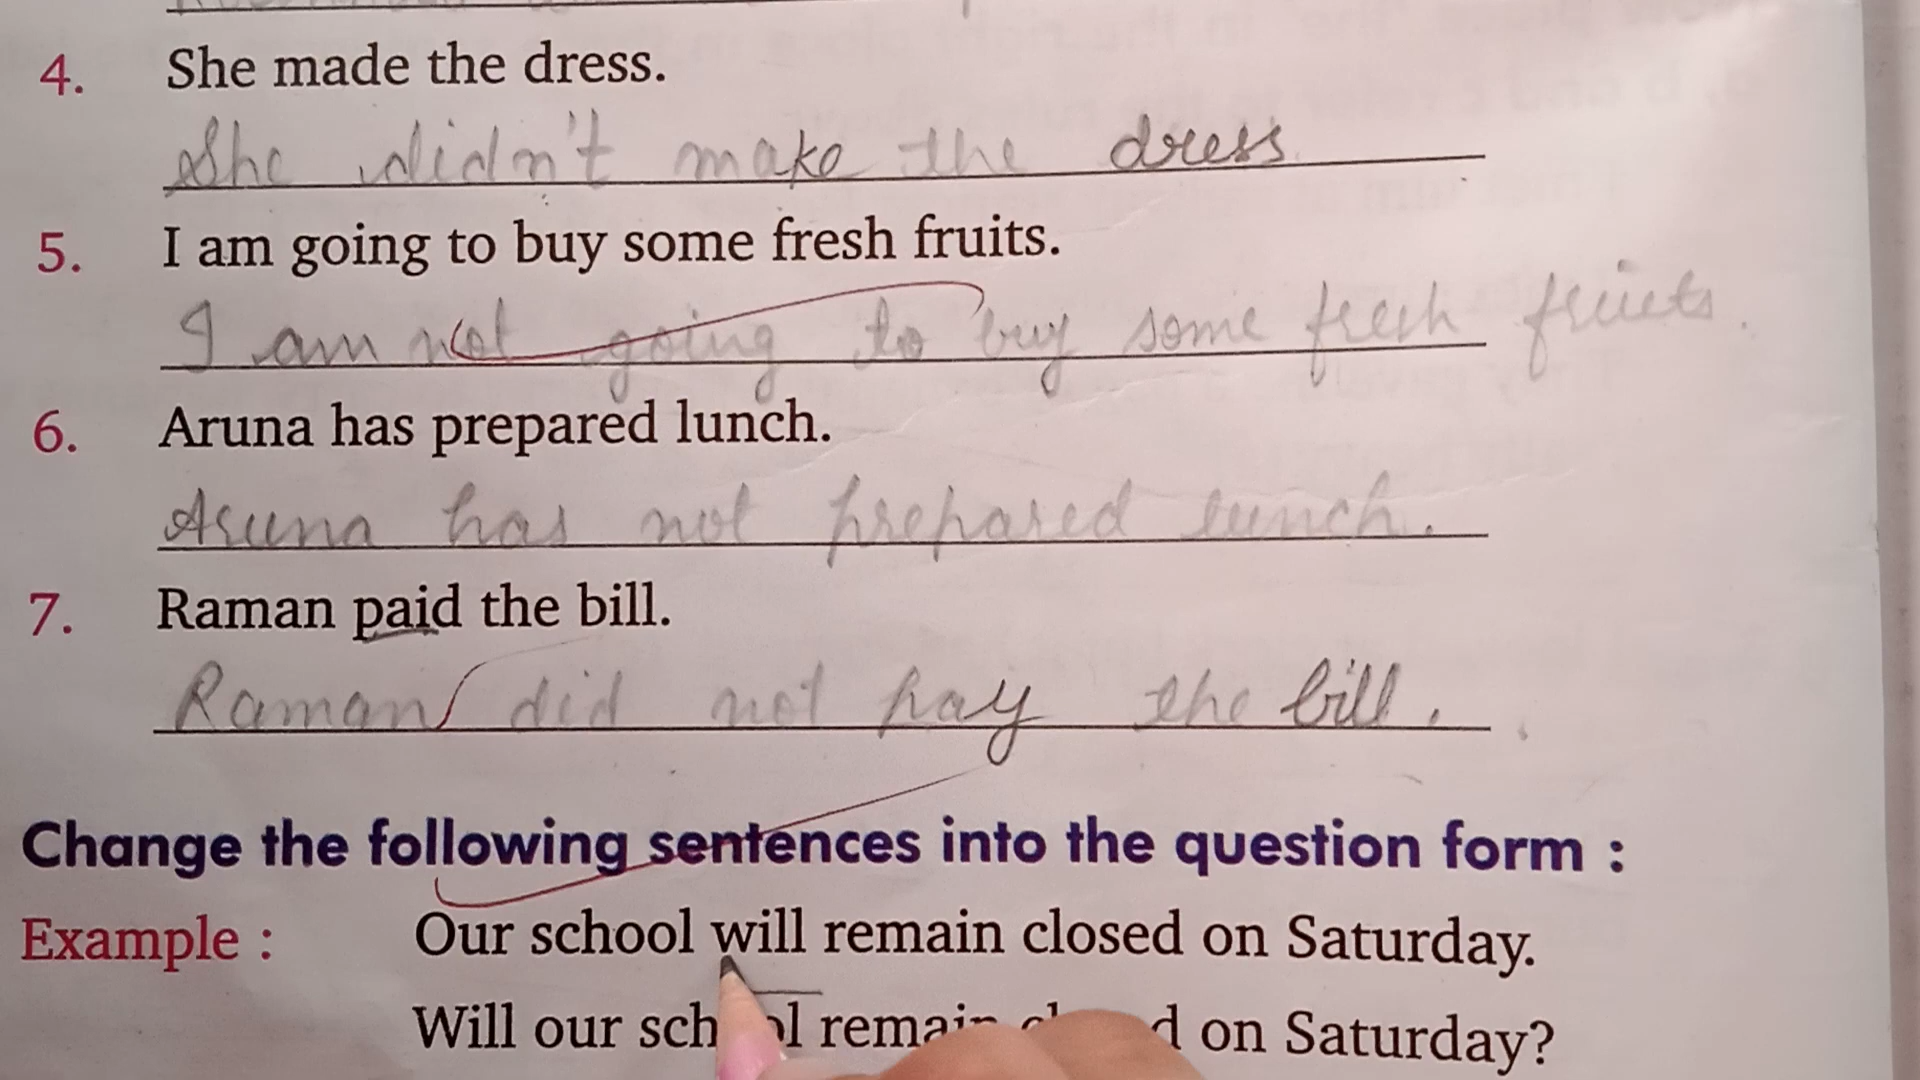 4. She made the dress.
She didn't make the dress
5. I am going to buy some fresh fruits.
I am not going to buy some fresh fruits.
6. Aruna has prepared lunch.
Aruna has not prepared lunch.
7. Raman paid the bill.
Raman did not pay the bill.
Change the following sentences into the question form :
Example : Our school will remain closed on Saturday.
Will our school remain on Saturday?